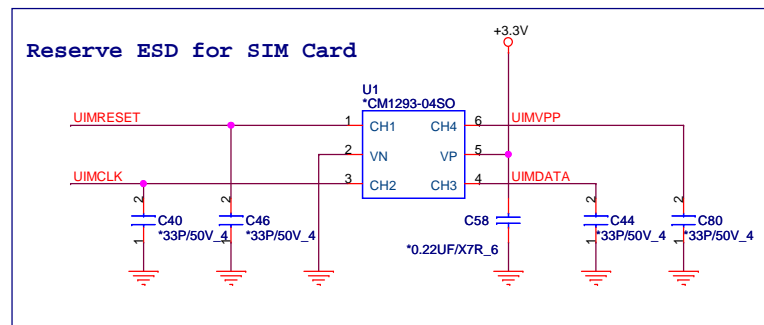 +3.3V
Reserve ESD for SIM Card
U1
*CM1293-04SO
UIMRESET 1 CH1 CH4 6 UIMVPP
2 VN VP 5
UIMCLK 3 CH2 CH3 4 UIMDATA
2 2 2 2
C40 C46 C58 C44 C80
*33P/50V_4 *33P/50V_4 *33P/50V_4 *33P/50V_4
1 1 1 1
*0.22UF/X7R_6